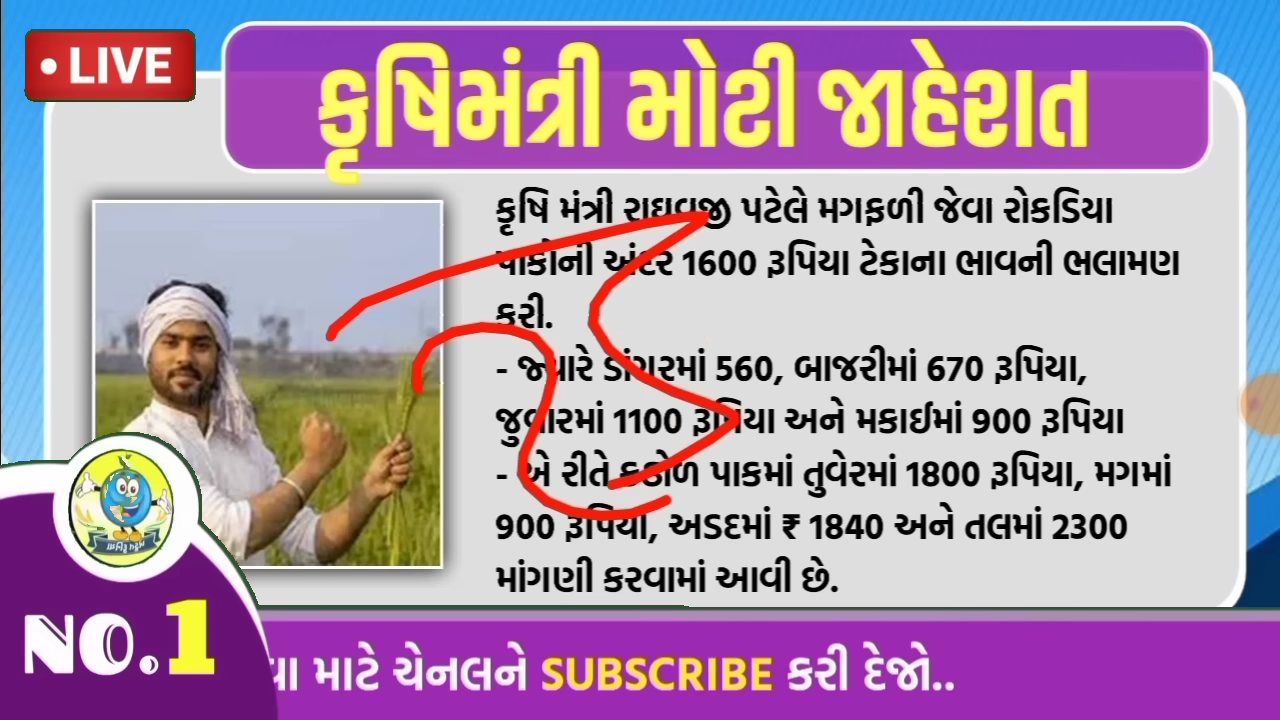 • LIVE
કૃષિમંત્રી મોટી જાહેરાત
કૃષિ મંત્રી રાઘવજી પટેલે મગફળી જેવા રોકડિયા
પાકોની અંદર 1600 રૂપિયા ટેકાના ભાવની ભલામણ
કરી.
- જ્યારે ડાંગરમાં 560, બાજરીમાં 670 રૂપિયા,
જુવારમાં 1100 રૂપિયા અને મકાઈમાં 900 રૂપિયા
- એ રીતે કઠોળ પાકમાં તુવેરમાં 1800 રૂપિયા, મગમાં
900 રૂપિયા, અડદમાં ₹ 1840 અને તલમાં 2300
માંગણી કરવામાં આવી છે.
NO.1
માટે ચેનલને SUBSCRIBE કરી દેજો..